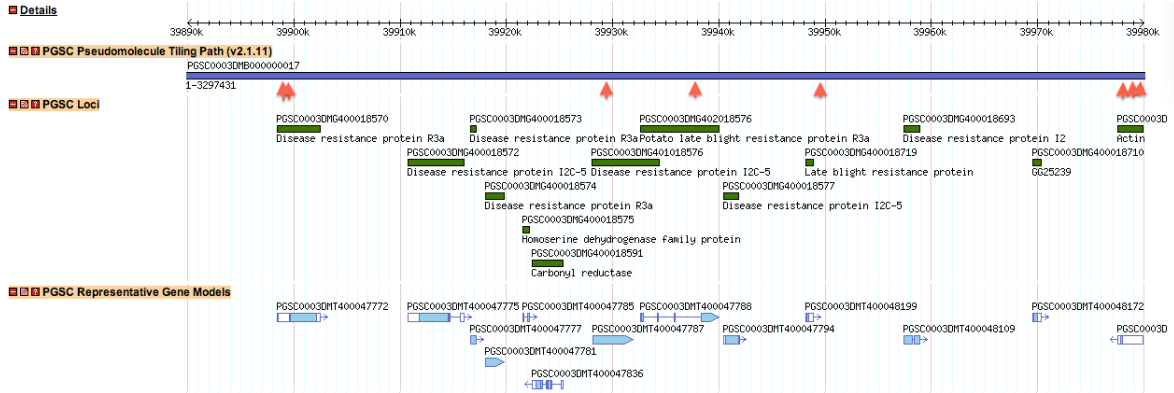 Details
39890k 39900k 39910k 39920k 39930k 39940k 39950k 39960k 39970k 39980k
PGSC Pseudomolecule Tiling Path (v2.1.11)
PGSC0003DMB000000017
1-3297431
PGSC Loci
PGSC0003DMG400018570 PGSC0003DMG400018573 PGSC0003DMG402018576 PGSC0003DMG400018693 PGSC0003D
Disease resistance protein R3a Disease resistance protein R3a Potato late blight resistance protein R3a Disease resistance protein I2 Actin
PGSC0003DMG400018572 PGSC0003DMG401018576 PGSC0003DMG400018719 PGSC0003DMG400018710
Disease resistance protein I2C-5 Disease resistance protein I2C-5 Late blight resistance protein GG25239
PGSC0003DMG400018574 PGSC0003DMG400018577
Disease resistance protein R3a Disease resistance protein I2C-5
PGSC0003DMG400018575
Homoserine dehydrogenase family protein
PGSC0003DMG400018591
Carbonyl reductase
PGSC Representative Gene Models
PGSC0003DMT400047772 PGSC0003DMT400047775 PGSC0003DMT400047785 PGSC0003DMT400047788 PGSC0003DMT400048199 PGSC0003DMT400048172
PGSC0003DMT400047777 PGSC0003DMT400047787 PGSC0003DMT400047794 PGSC0003DMT400048109 PGSC0003D
PGSC0003DMT400047781
PGSC0003DMT400047836